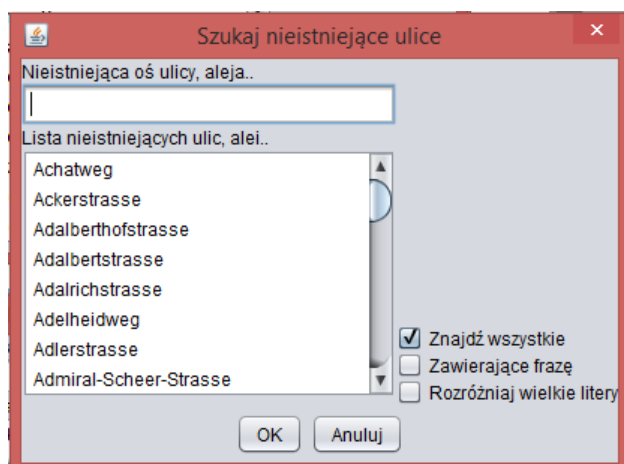 Szukaj nieistniejące ulice
Nieistniejąca oś ulicy, aleja..
Lista nieistniejących ulic, alei..
Achatweg
Ackerstrasse
Adalberthofstrasse
Adalbertstrasse
Adalrichstrasse
Adelheidweg
Adlerstrasse
Admiral-Scheer-Strasse
Znajdź wszystkie
Zawierające frazę
Rozróżniaj wielkie litery
OK Anuluj